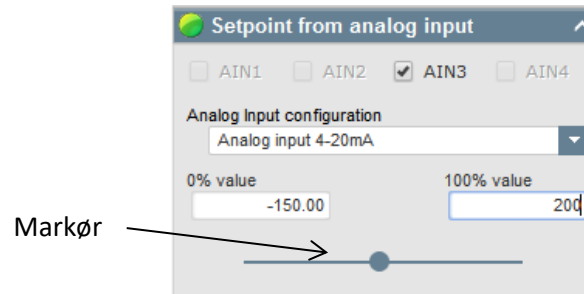 Setpoint from analog input
AIN1 AIN2 AIN3 AIN4
Analog Input configuration
Analog input 4-20mA
0% value 100% value
-150.00 200
Markør